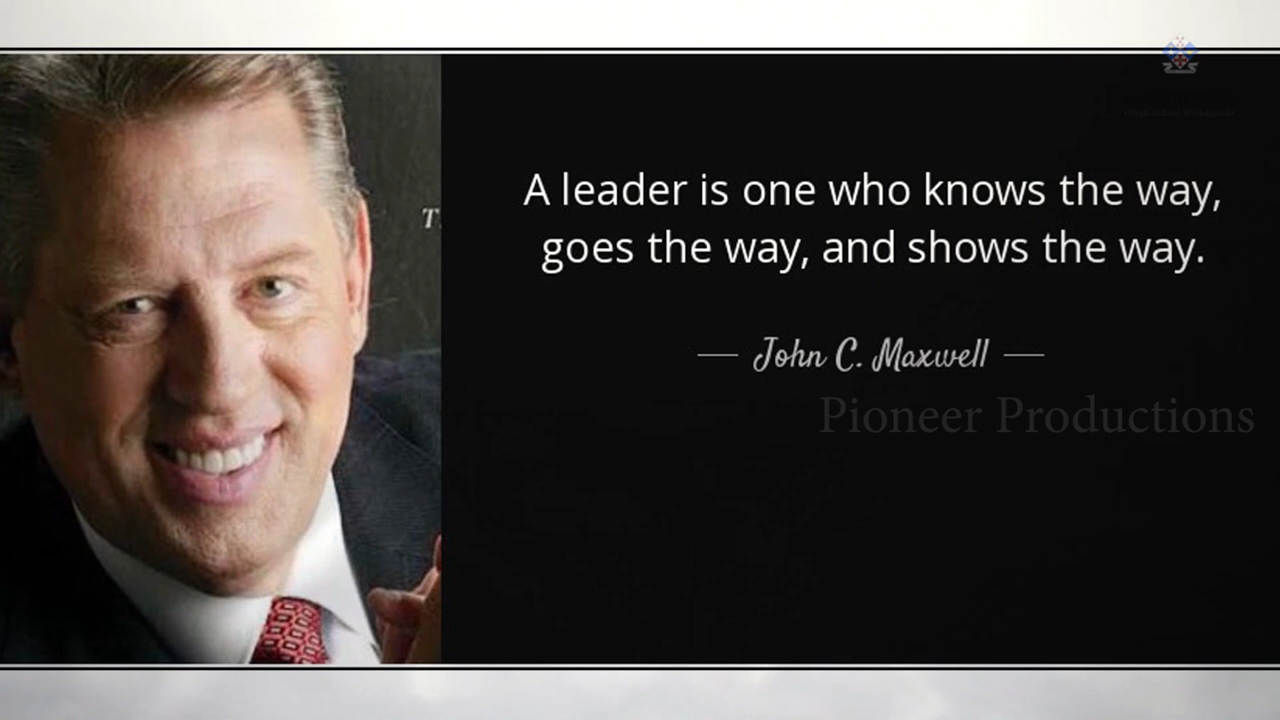 T
A leader is one who knows the way,
goes the way, and shows the way.
John C. Maxwell
Pioneer Productions